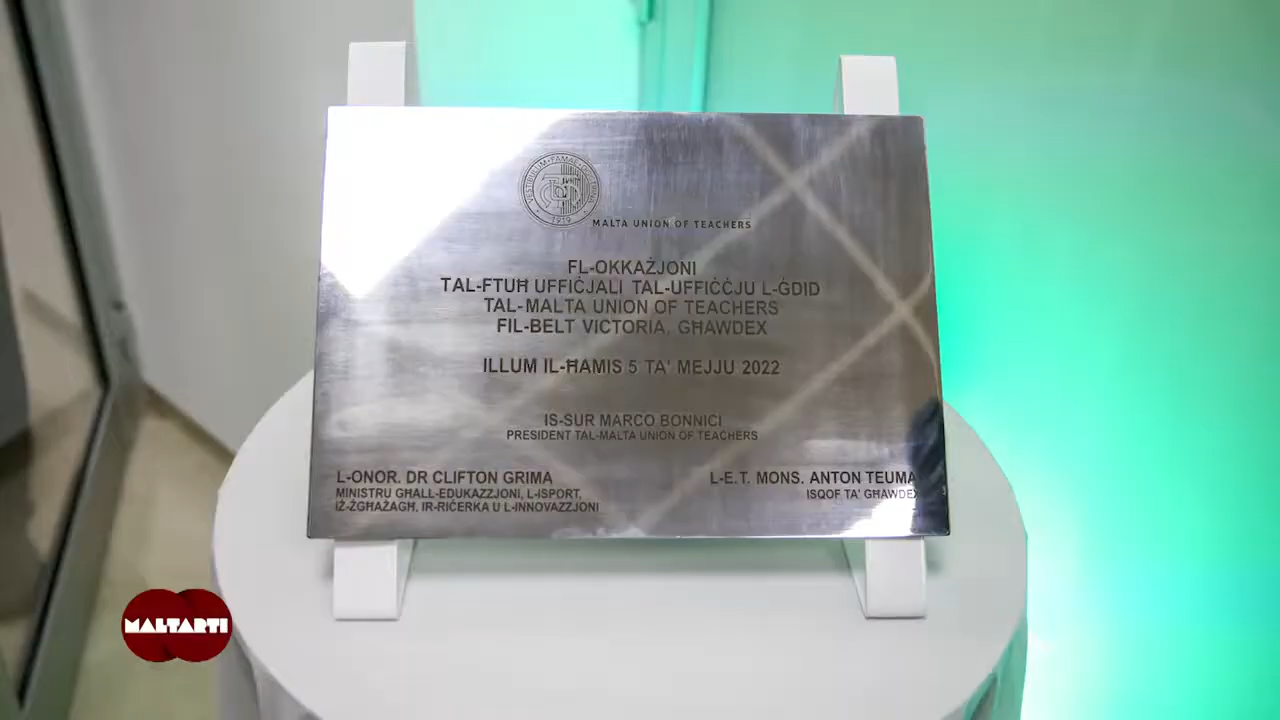 MALTA UNION OF TEACHERS
1919
FL-OKKAŻJONI
TAL-FTUĦ UFFIĊJALI TAL-UFFIĊĊJU L-ĠDID
TAL-MALTA UNION OF TEACHERS
FIL-BELT VICTORIA, GĦAWDEX
ILLUM IL-ĦAMIS 5 TA' MEJJU 2022
IS-SUR MARCO BONNICI
PRESIDENT TAL-MALTA UNION OF TEACHERS
L-ONOR. DR CLIFTON GRIMA
MINISTRU GĦALL-EDUKAZZJONI, L-ISPORT,
IŻ-ŻGĦAŻAGĦ, IR-RIĊERKA U L-INNOVAZZJONI
L-E.T. MONS. ANTON TEUMA
ISQOF TA' GĦAWDEX
MALTARTI